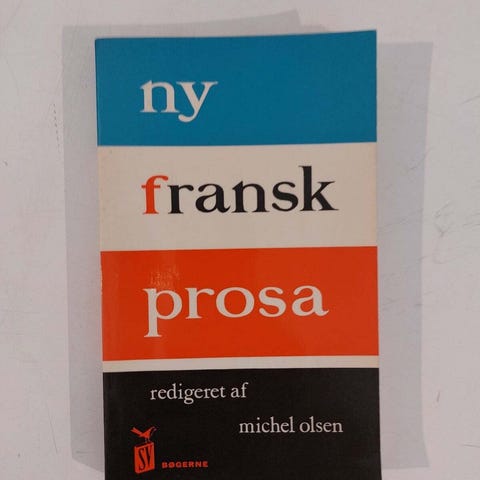 ny
fransk
prosa
redigeret af
michel olsen
SV
BØGERNE